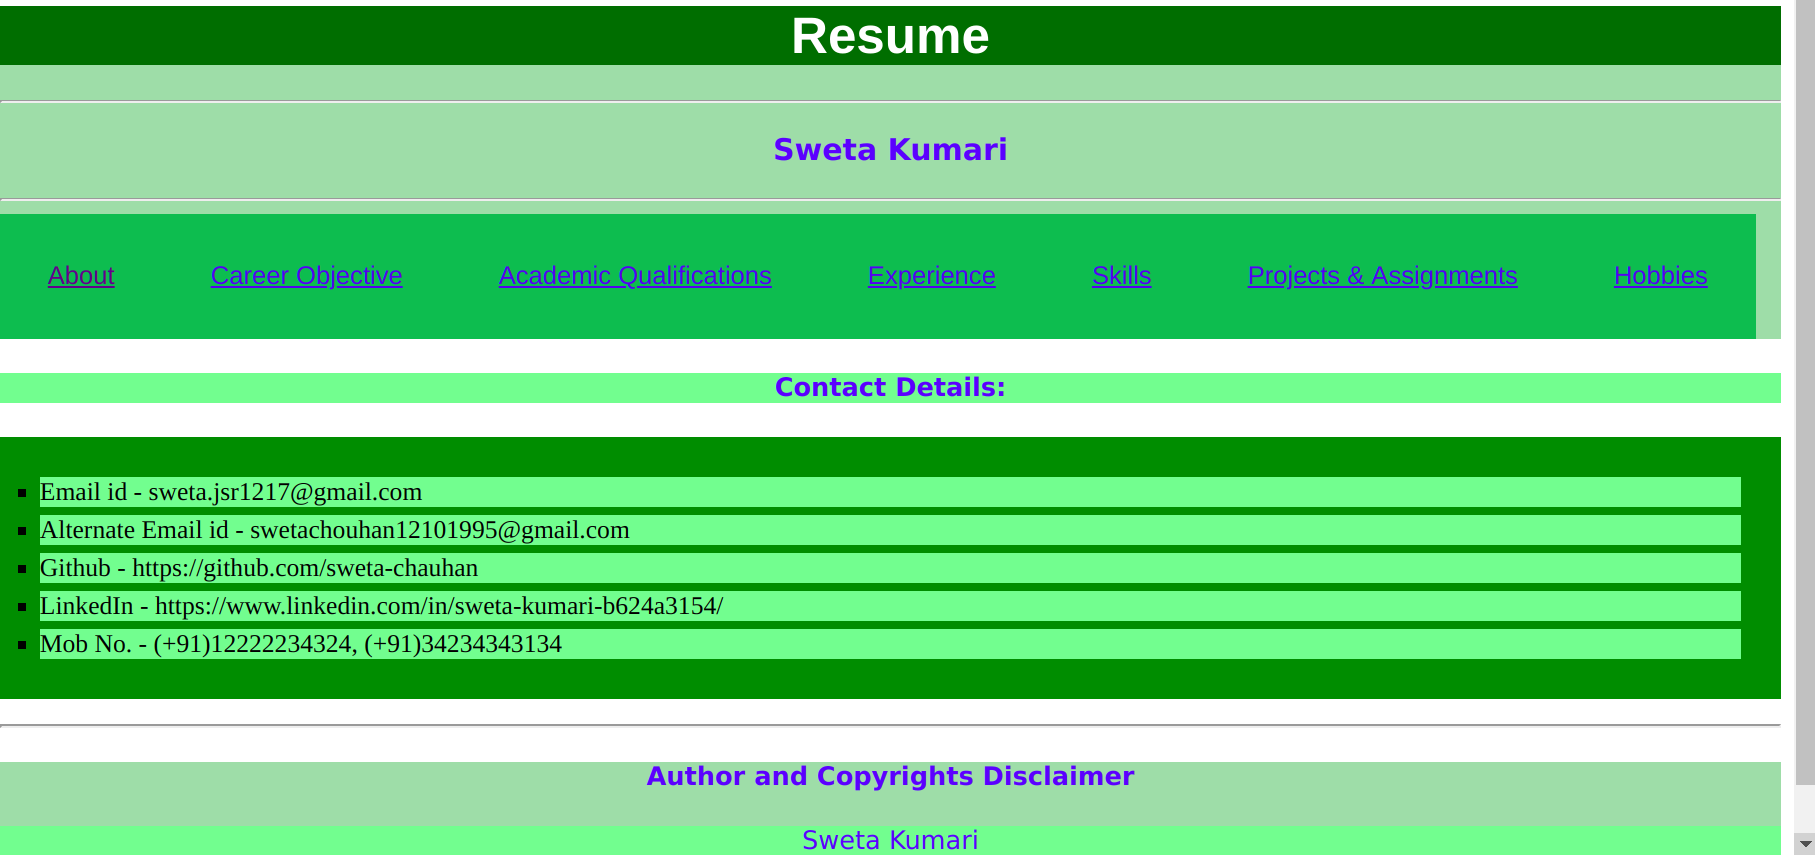 Resume
Sweta Kumari
About Career Objective Academic Qualifications Experience Skills Projects & Assignments Hobbies
Contact Details:
Email id - sweta.jsr1217@gmail.com
Alternate Email id - swetachouhan12101995@gmail.com
Github - https://github.com/sweta-chauhan
LinkedIn - https://www.linkedin.com/in/sweta-kumari-b624a3154/
Mob No. - (+91)12222234324, (+91)34234343134
Author and Copyrights Disclaimer
Sweta Kumari